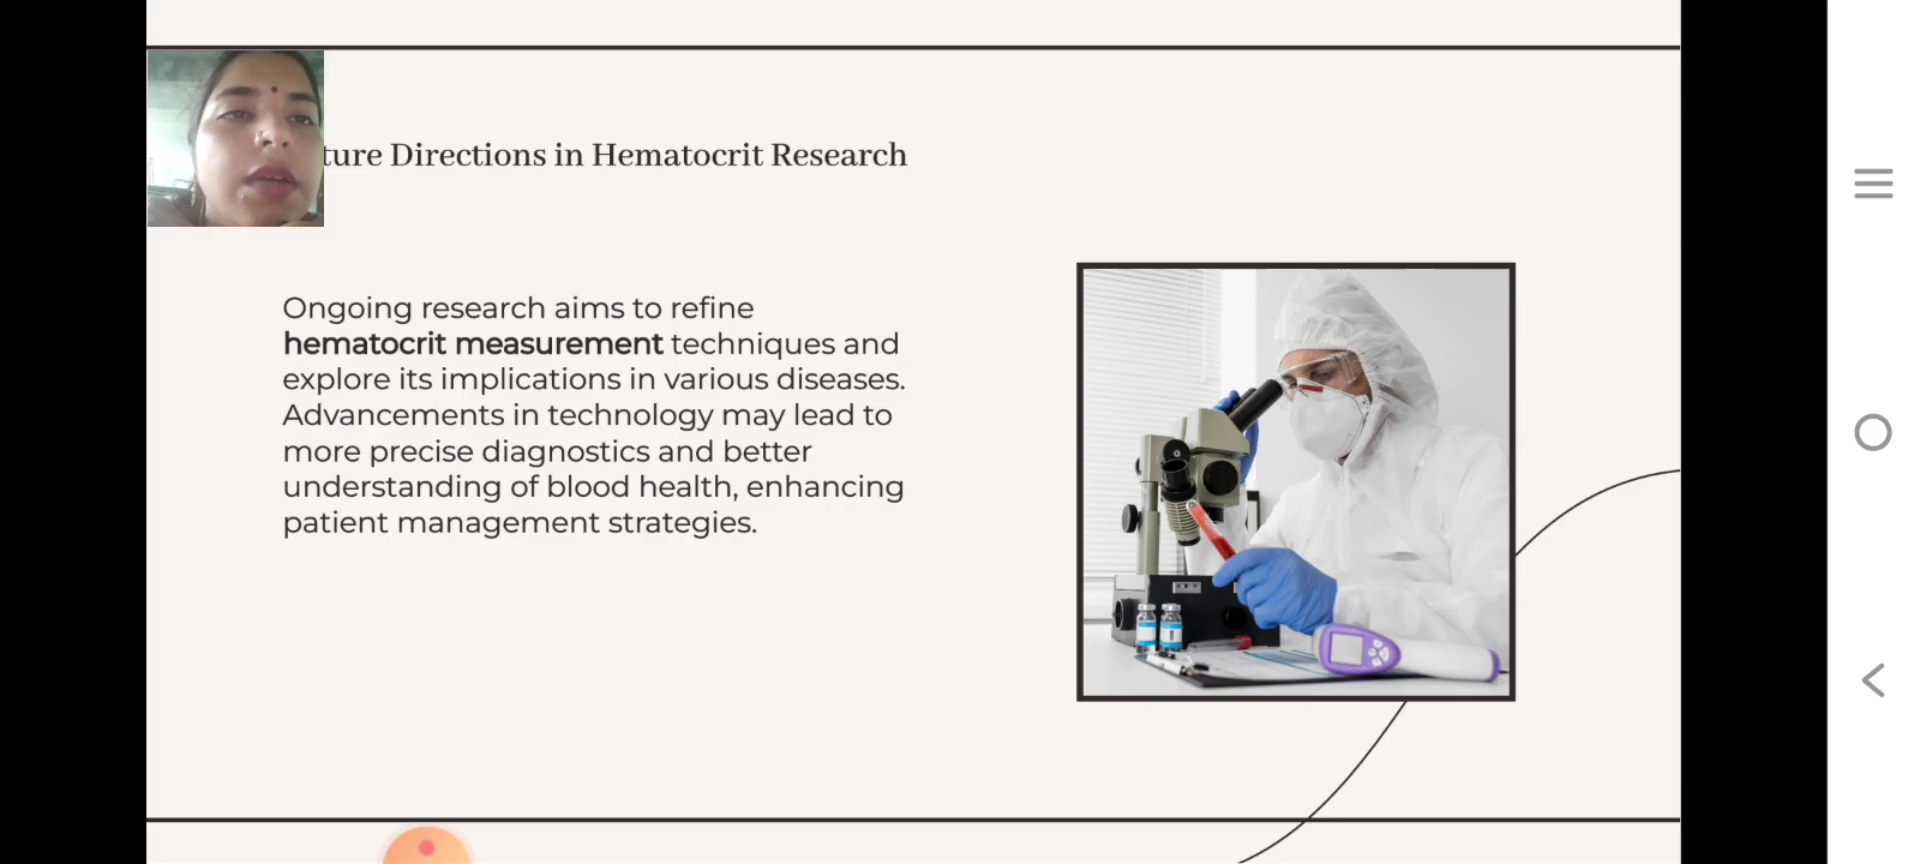 ture Directions in Hematocrit Research
Ongoing research aims to refine
hematocrit measurement techniques and
explore its implications in various diseases.
Advancements in technology may lead to
more precise diagnostics and better
understanding of blood health, enhancing
patient management strategies.